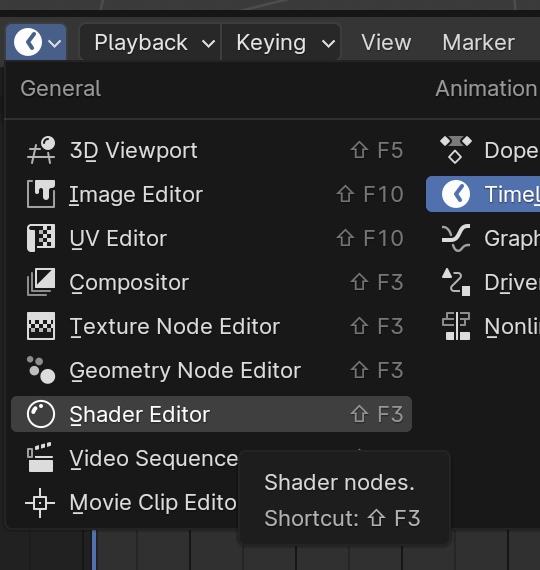 Playback Keying View Marker
General Animation
3D Viewport ⇧ F5 Dope
Image Editor ⇧ F10 Timel
UV Editor ⇧ F10 Graph
Compositor ⇧ F3 Driver
Texture Node Editor ⇧ F3 Nonli
Geometry Node Editor ⇧ F3
Shader Editor ⇧ F3
Video Sequence
Movie Clip Edito
Shader nodes.
Shortcut: ⇧ F3